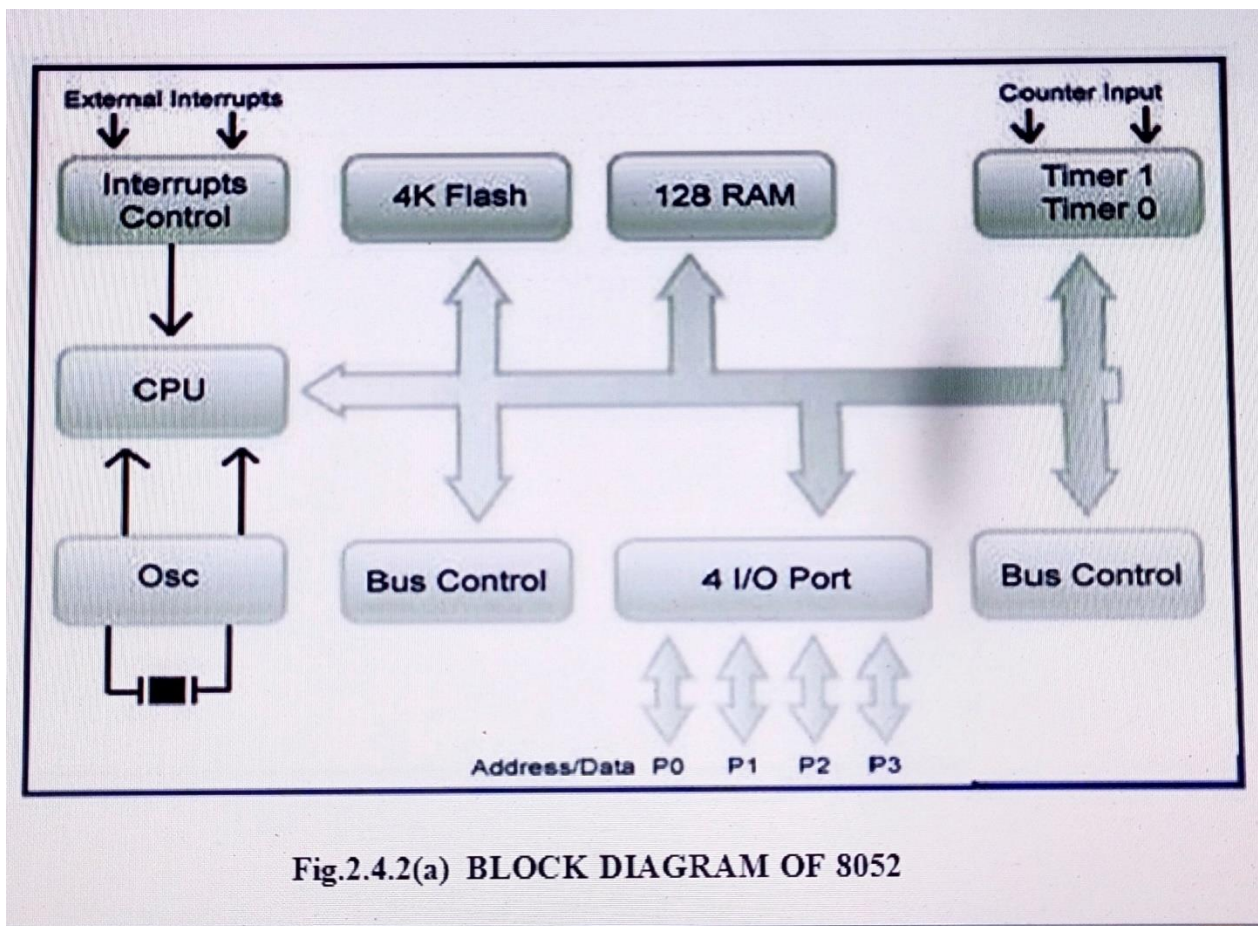 External Interrupts
Counter Input
Interrupts
Control
4K Flash
128 RAM
Timer 1
Timer 0
CPU
Osc
Bus Control
4 I/O Port
Bus Control
Address/Data P0 P1 P2 P3
Fig.2.4.2(a) BLOCK DIAGRAM OF 8052